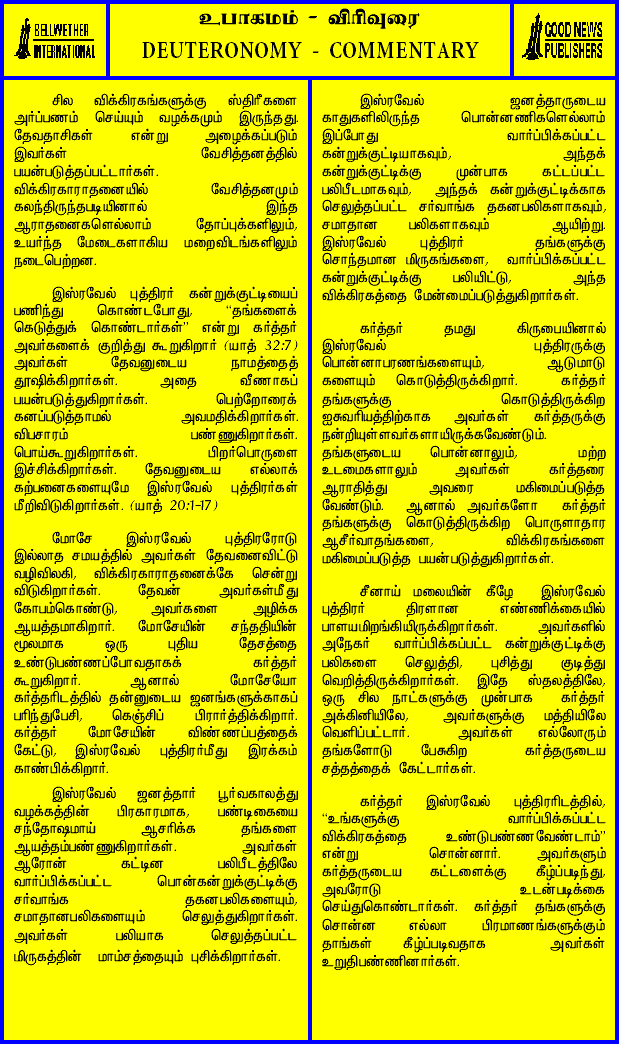 BELLWETHER
INTERNATIONAL
உபாகமம் - விரிவுரை
DEUTERONOMY - COMMENTARY
GOOD NEWS
PUBLISHERS
சில விக்கிரகங்களுக்கு ஸ்திரீகளை
அர்ப்பணம் செய்யும் வழக்கமும் இருந்தது.
தேவதாசிகள் என்று அழைக்கப்படும்
இவர்கள் வேசித்தனத்தில்
பயன்படுத்தப்பட்டார்கள்.
விக்கிரகாராதனையில் வேசித்தனமும்
கலந்திருந்தபடியினால் இந்த
ஆராதனைகளெல்லாம் தோப்புக்களிலும்,
உயர்ந்த மேடைகளாகிய மறைவிடங்களிலும்
நடைபெற்றன.
இஸ்ரவேல் புத்திரர் கன்றுக்குட்டியைப்
பணிந்து கொண்டபோது, “தங்களைக்
கெடுத்துக் கொண்டார்கள்” என்று கர்த்தர்
அவர்களைக் குறித்து கூறுகிறார் (யாத் 32:7)
அவர்கள் தேவனுடைய நாமத்தைத்
தூஷிக்கிறார்கள். அதை வீணாகப்
பயன்படுத்துகிறார்கள். பெற்றோரைக்
கனப்படுத்தாமல் அவமதிக்கிறார்கள்.
விபசாரம் பண்ணுகிறார்கள்.
பொய்கூறுகிறார்கள். பிறர்பொருளை
இச்சிக்கிறார்கள். தேவனுடைய எல்லாக்
கற்பனைகளையுமே இஸ்ரவேல் புத்திரர்கள்
மீறிவிடுகிறார்கள். (யாத் 20:1-17)
மோசே இஸ்ரவேல் புத்திரரோடு
இல்லாத சமயத்தில் அவர்கள் தேவனைவிட்டு
வழிவிலகி, விக்கிரகாராதனைக்கே சென்று
விடுகிறார்கள். தேவன் அவர்கள்மீது
கோபம்கொண்டு, அவர்களை அழிக்க
ஆயத்தமாகிறார். மோசேயின் சந்ததியின்
மூலமாக ஒரு புதிய தேசத்தை
உண்டுபண்ணப்போவதாகக் கர்த்தர்
கூறுகிறார். ஆனால் மோசேயோ
கர்த்தரிடத்தில் தன்னுடைய ஜனங்களுக்காகப்
பரிந்துபேசி, கெஞ்சிப் பிரார்த்திக்கிறார்.
கர்த்தர் மோசேயின் விண்ணப்பத்தைக்
கேட்டு, இஸ்ரவேல் புத்திரர்மீது இரக்கம்
காண்பிக்கிறார்.
இஸ்ரவேல் ஜனத்தார் பூர்வகாலத்து
வழக்கத்தின் பிரகாரமாக, பண்டிகையை
சந்தோஷமாய் ஆசரிக்க தங்களை
ஆயத்தம்பண்ணுகிறார்கள். அவர்கள்
ஆரோன் கட்டின பலிபீடத்திலே
வார்ப்பிக்கப்பட்ட பொன்கன்றுக்குட்டிக்கு
சர்வாங்க தகனபலிகளையும்,
சமாதானபலிகளையும் செலுத்துகிறார்கள்.
அவர்கள் பலியாக செலுத்தப்பட்ட
மிருகத்தின் மாம்சத்தையும் புசிக்கிறார்கள்.
இஸ்ரவேல் ஜனத்தாருடைய
காதுகளிலிருந்த பொன்னணிகளெல்லாம்
இப்போது வார்ப்பிக்கப்பட்ட
கன்றுக்குட்டியாகவும், அந்தக்
கன்றுக்குட்டிக்கு முன்பாக கட்டப்பட்ட
பலிபீடமாகவும், அந்தக் கன்றுக்குட்டிக்காக
செலுத்தப்பட்ட சர்வாங்க தகனபலிகளாகவும்,
சமாதான பலிகளாகவும் ஆயிற்று.
இஸ்ரவேல் புத்திரர் தங்களுக்கு
சொந்தமான மிருகங்களை, வார்ப்பிக்கப்பட்ட
கன்றுக்குட்டிக்கு பலியிட்டு, அந்த
விக்கிரகத்தை மேன்மைப்படுத்துகிறார்கள்.
கர்த்தர் தமது கிருபையினால்
இஸ்ரவேல் புத்திரருக்கு
பொன்னாபரணங்களையும், ஆடுமாடு
களையும் கொடுத்திருக்கிறார். கர்த்தர்
தங்களுக்கு கொடுத்திருக்கிற
ஐசுவரியத்திற்காக அவர்கள் கர்த்தருக்கு
நன்றியுள்ளவர்களாயிருக்கவேண்டும்.
தங்களுடைய பொன்னாலும், மற்ற
உடமைகளாலும் அவர்கள் கர்த்தரை
ஆராதித்து அவரை மகிமைப்படுத்த
வேண்டும். ஆனால் அவர்களோ கர்த்தர்
தங்களுக்கு கொடுத்திருக்கிற பொருளாதார
ஆசீர்வாதங்களை, விக்கிரகங்களை
மகிமைப்படுத்த பயன்படுத்துகிறார்கள்.
சீனாய் மலையின் கீழே இஸ்ரவேல்
புத்திரர் திரளான எண்ணிக்கையில்
பாளயமிறங்கியிருக்கிறார்கள். அவர்களில்
அநேகர் வார்ப்பிக்கப்பட்ட கன்றுக்குட்டிக்கு
பலிகளை செலுத்தி, புசித்து குடித்து
வெறித்திருக்கிறார்கள். இதே ஸ்தலத்திலே,
ஒரு சில நாட்களுக்கு முன்பாக கர்த்தர்
அக்கினியிலே, அவர்களுக்கு மத்தியிலே
வெளிப்பட்டார். அவர்கள் எல்லோரும்
தங்களோடு பேசுகிற கர்த்தருடைய
சத்தத்தைக் கேட்டார்கள்.
கர்த்தர் இஸ்ரவேல் புத்திரரிடத்தில்,
“உங்களுக்கு வார்ப்பிக்கப்பட்ட
விக்கிரகத்தை உண்டுபண்ணவேண்டாம்”
என்று சொன்னார். அவர்களும்
கர்த்தருடைய கட்டளைக்கு கீழ்ப்படிந்து,
அவரோடு உடன்படிக்கை
செய்துகொண்டார்கள். கர்த்தர் தங்களுக்கு
சொன்ன எல்லா பிரமாணங்களுக்கும்
தாங்கள் கீழ்ப்படிவதாக அவர்கள்
உறுதிபண்ணினார்கள்.